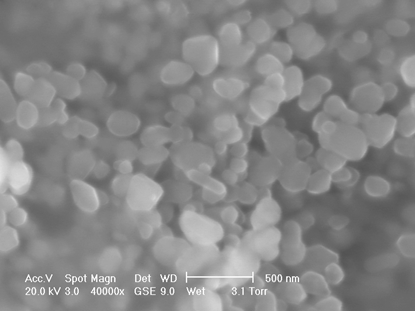 Acc.V Spot Magn Det WD 500 nm
20.0 kV 3.0 40000x GSE 9.0 Wet 3.1 Torr